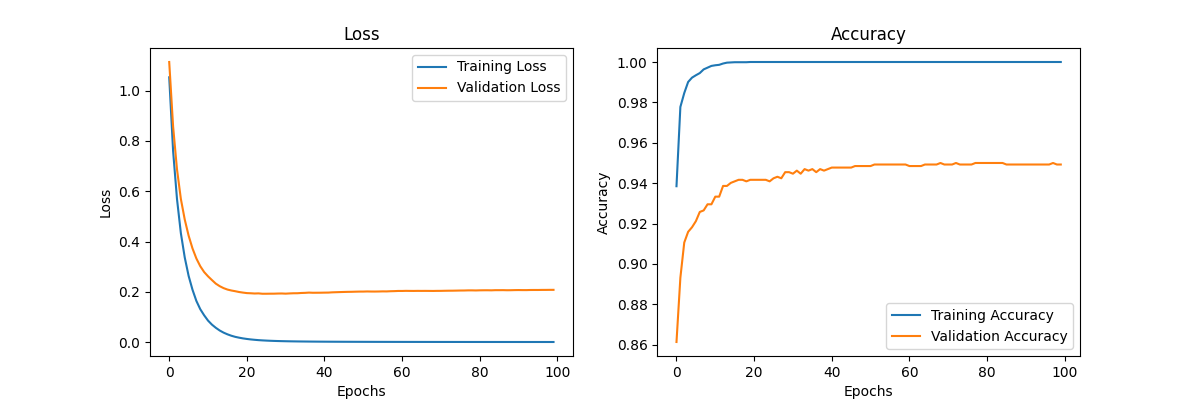 Loss
Training Loss
Validation Loss
1.0
0.8
0.6
0.4
0.2
0.0
Loss
0
20
40
60
80
100
Epochs
Accuracy
1.00
0.98
0.96
0.94
0.92
0.90
0.88
0.86
Accuracy
Training Accuracy
Validation Accuracy
0
20
40
60
80
100
Epochs